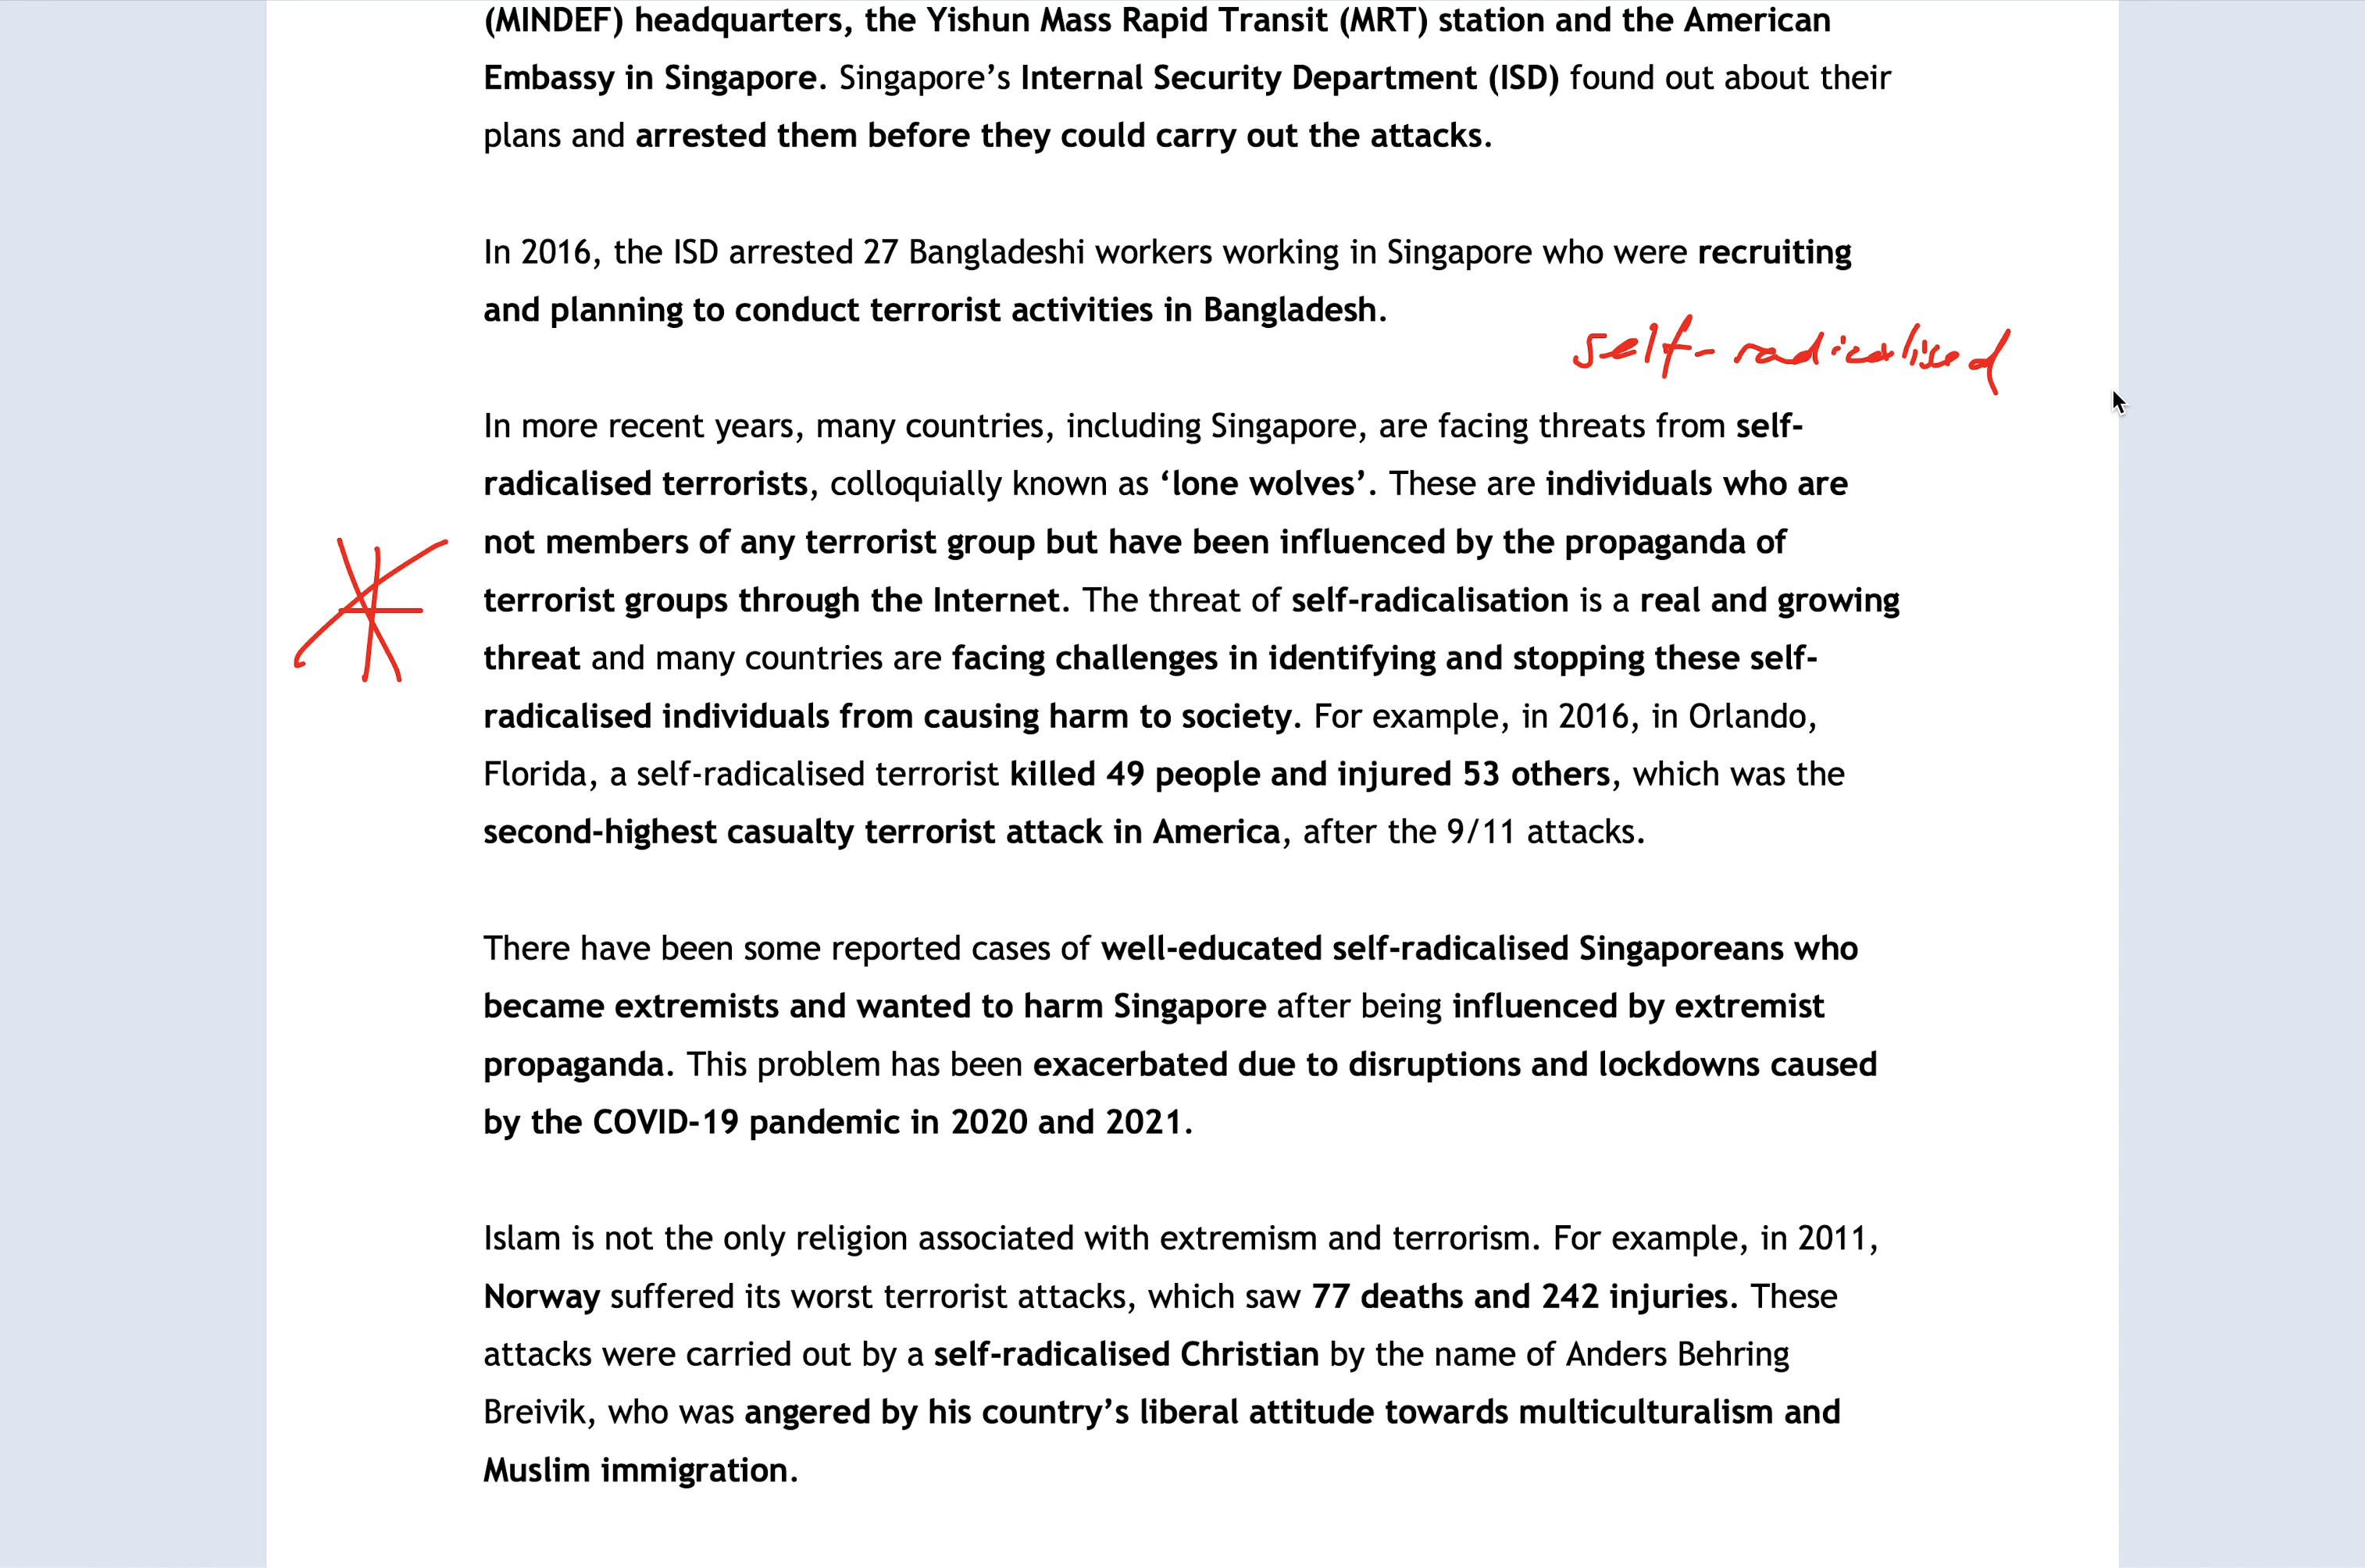 (MINDEF) headquarters, the Yishun Mass Rapid Transit (MRT) station and the American
Embassy in Singapore. Singapore’s Internal Security Department (ISD) found out about their
plans and arrested them before they could carry out the attacks.
In 2016, the ISD arrested 27 Bangladeshi workers working in Singapore who were recruiting
and planning to conduct terrorist activities in Bangladesh.
self-radicalised
In more recent years, many countries, including Singapore, are facing threats from self-
radicalised terrorists, colloquially known as ‘lone wolves’. These are individuals who are
not members of any terrorist group but have been influenced by the propaganda of
terrorist groups through the Internet. The threat of self-radicalisation is a real and growing
threat and many countries are facing challenges in identifying and stopping these self-
radicalised individuals from causing harm to society. For example, in 2016, in Orlando,
Florida, a self-radicalised terrorist killed 49 people and injured 53 others, which was the
second-highest casualty terrorist attack in America, after the 9/11 attacks.
There have been some reported cases of well-educated self-radicalised Singaporeans who
became extremists and wanted to harm Singapore after being influenced by extremist
propaganda. This problem has been exacerbated due to disruptions and lockdowns caused
by the COVID-19 pandemic in 2020 and 2021.
Islam is not the only religion associated with extremism and terrorism. For example, in 2011,
Norway suffered its worst terrorist attacks, which saw 77 deaths and 242 injuries. These
attacks were carried out by a self-radicalised Christian by the name of Anders Behring
Breivik, who was angered by his country’s liberal attitude towards multiculturalism and
Muslim immigration.